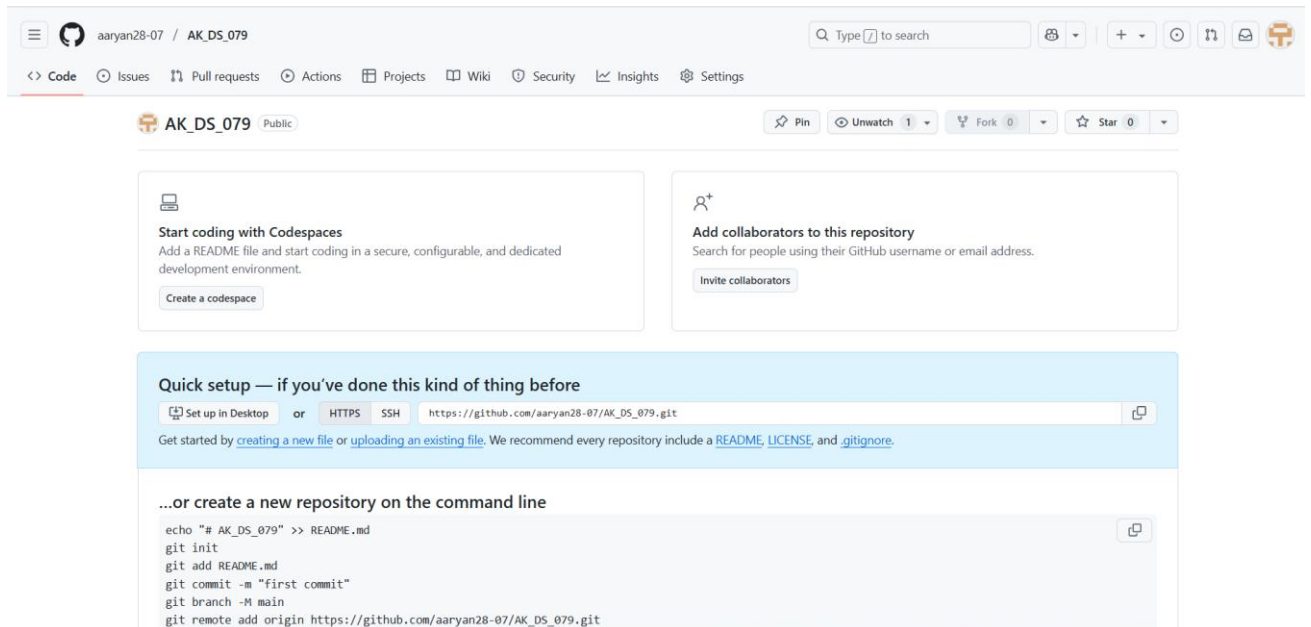 aaryan28-07 / AK_DS_079
Type / to search
Code Issues Pull requests Actions Projects Wiki Security Insights Settings
AK_DS_079 Public
Pin Unwatch 1 Fork 0 Star 0
Start coding with Codespaces
Add a README file and start coding in a secure, configurable, and dedicated
development environment.
Create a codespace
Add collaborators to this repository
Search for people using their GitHub username or email address.
Invite collaborators
Quick setup — if you've done this kind of thing before
Set up in Desktop or HTTPS SSH https://github.com/aaryan28-07/AK_DS_079.git
Get started by creating a new file or uploading an existing file. We recommend every repository include a README, LICENSE, and .gitignore.
...or create a new repository on the command line
echo "# AK_DS_079" >> README.md
git init
git add README.md
git commit -m "first commit"
git branch -M main
git remote add origin https://github.com/aaryan28-07/AK_DS_079.git